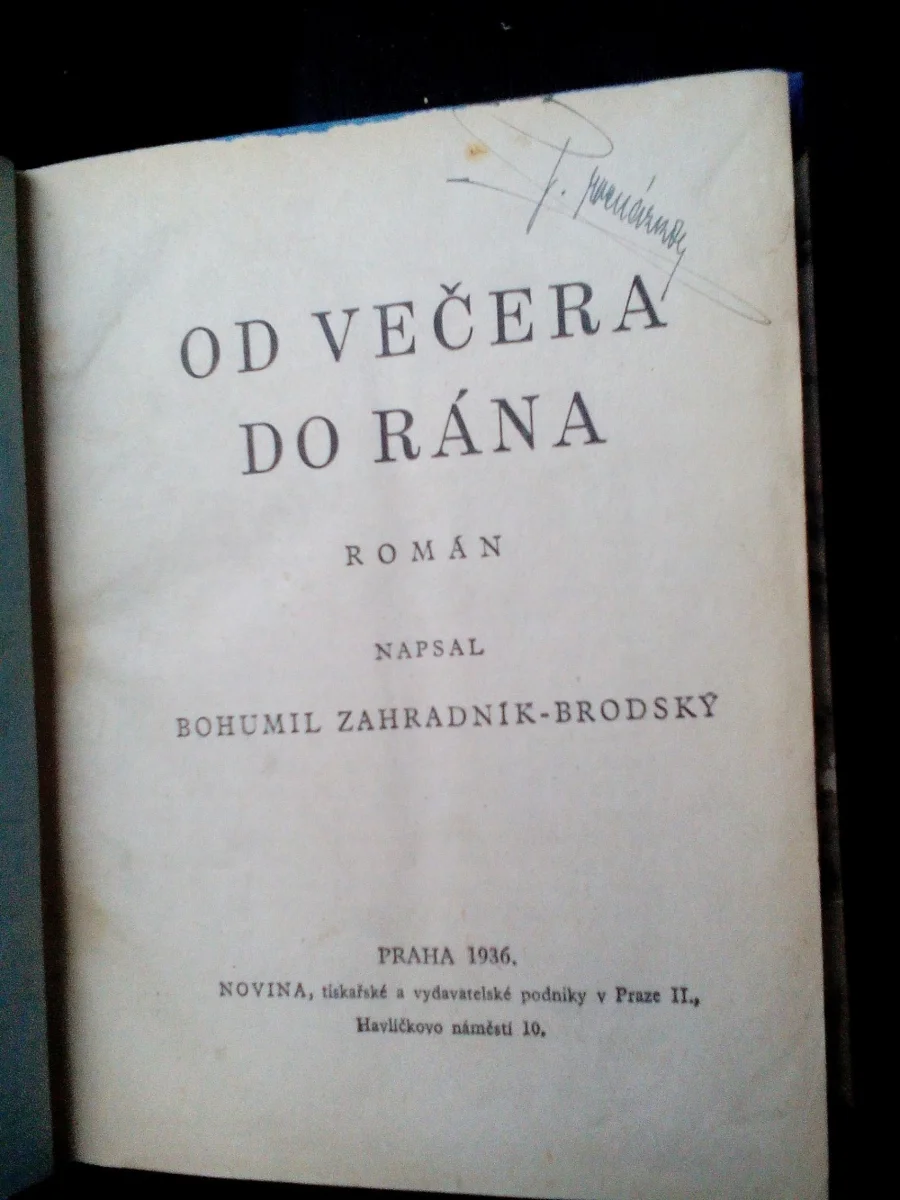 OD VEČERA
DO RÁNA
ROMÁN
NAPSAL
BOHUMIL ZAHRADNÍK-BRODSKÝ
PRAHA 1936.
NOVINA, tiskařské a vydavatelské podniky v Praze II.,
Havlíčkovo náměstí 10.